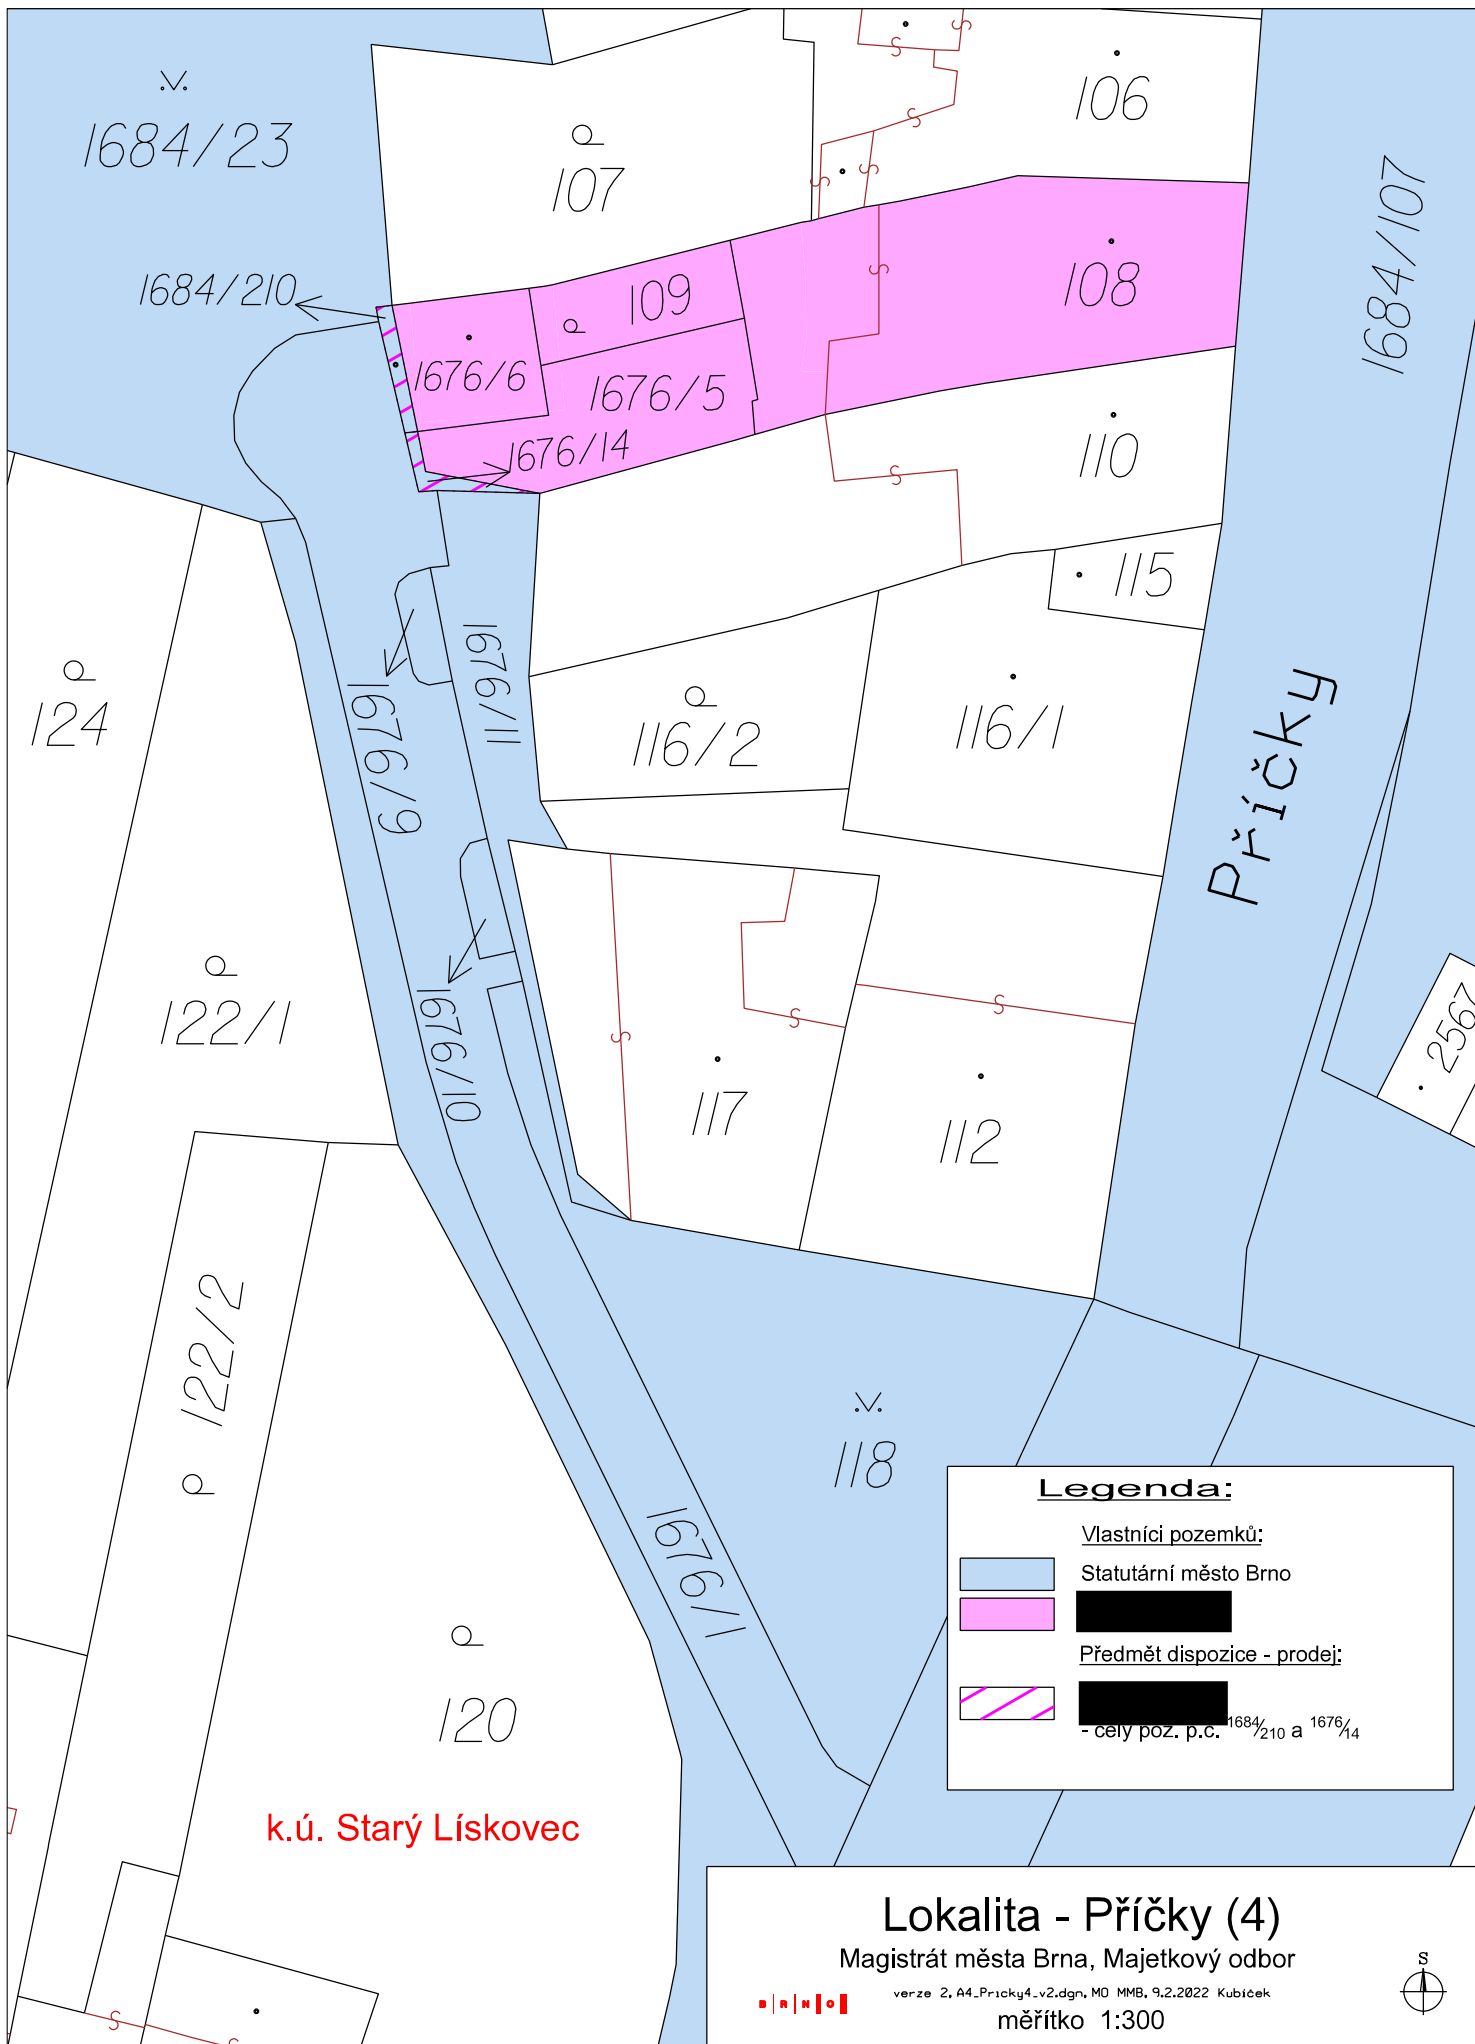 1684/23
107
106
1684/107
1684/210
109
108
1676/6
1676/5
1676/14
110
115
124
1676/9
1676/11
116/2
116/1
Příčky
122/1
1676/10
117
112
2567
122/2
118
1676/1
120
k.ú. Starý Lískovec
Legenda:
Vlastníci pozemků:
Statutární město Brno
Předmět dispozice - prodej:
- celý poz. p.č. 1684/210 a 1676/14
Lokalita - Příčky (4)
Magistrát města Brna, Majetkový odbor
verze 2, A4_Pricky4_v2.dgn, MO MMB, 9.2.2022 Kubíček
B R N O
měřítko 1:300
S